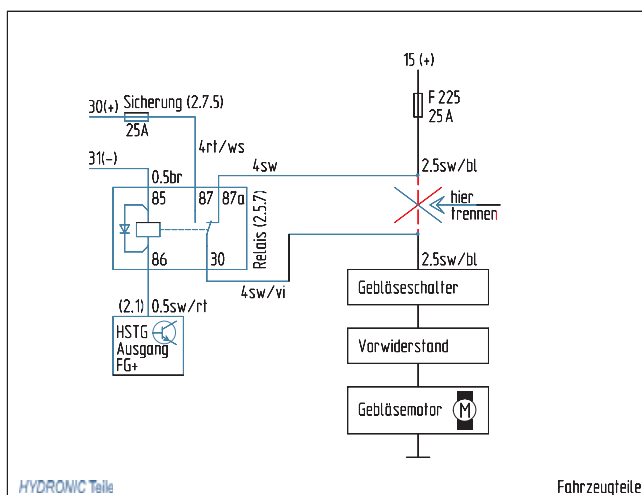 15 (+)
F 225
25 A
30(+) Sicherung (2.7.5)
25A
4rt/ws
31(-)
4sw
2.5sw/bl
0.5br
85 87 87a
hier
trennen
Relais (2.5.7)
86 30
2.5sw/bl
4sw/vi
Gebläseschalter
(2.1) 0.5sw/rt
HSTG
Ausgang
FG+
Vorwiderstand
Gebläsemotor M
HYDRONIC Teile
Fahrzeugteile